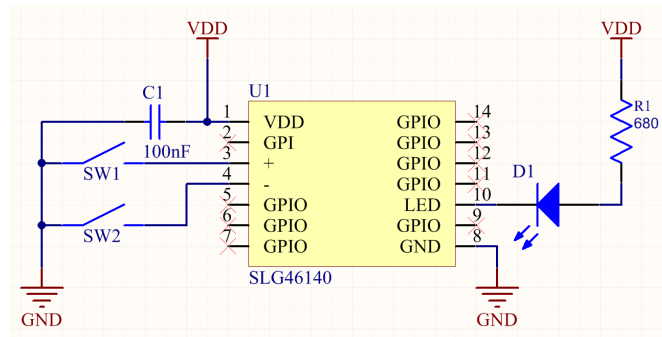 VDD
VDD
C1
U1
100nF
1 VDD GPIO 14
2 GPI GPIO 13
3 + GPIO 12
4 - GPIO 11
5 GPIO LED 10
6 GPIO GPIO 9
7 GPIO GND 8
SW1
SW2
D1
R1
680
SLG46140
GND
GND